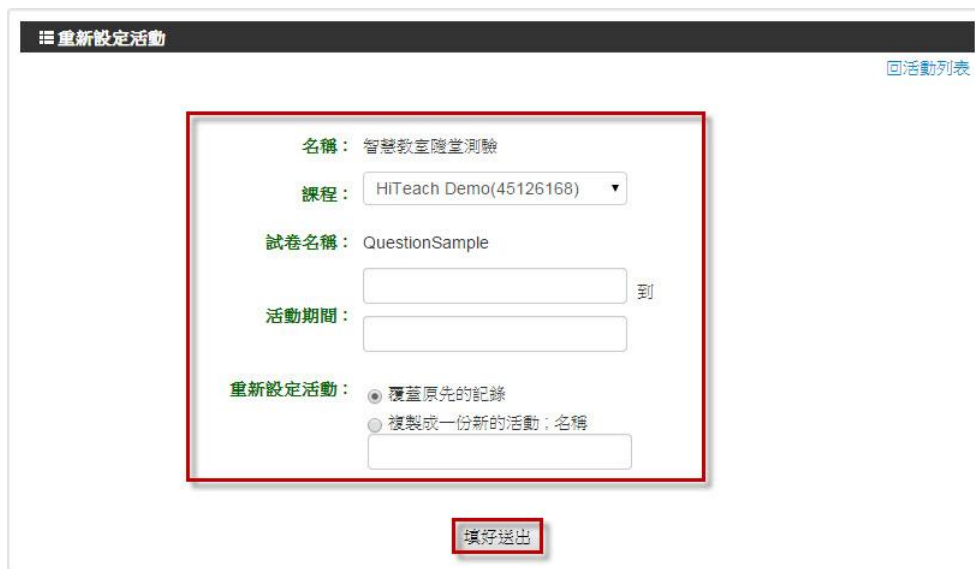 重新設定活動
回活動列表
名稱： 智慧教室隨堂測驗
課程： HiTeach Demo(45126168)
試卷名稱： QuestionSample
到
活動期間：
重新設定活動： 覆蓋原先的記錄
複製成一份新的活動；名稱
填好送出